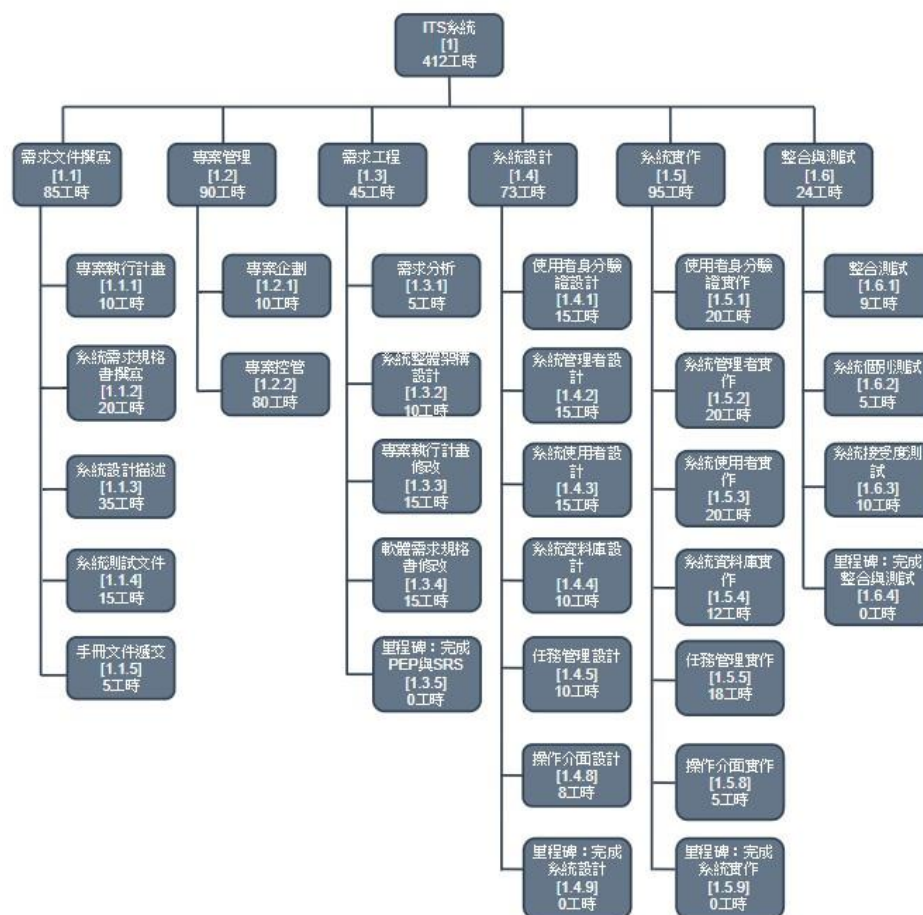 ITS系統
[1]
412工時
需求文件撰寫
[1.1]
85工時
專案管理
[1.2]
90工時
需求工程
[1.3]
45工時
系統設計
[1.4]
73工時
系統實作
[1.5]
95工時
整合與測試
[1.6]
24工時
專案執行計畫
[1.1.1]
10工時
系統需求規格
書撰寫
[1.1.2]
20工時
系統設計描述
[1.1.3]
35工時
系統測試文件
[1.1.4]
15工時
手冊文件遞交
[1.1.5]
5工時
專案企劃
[1.2.1]
10工時
專案控管
[1.2.2]
80工時
需求分析
[1.3.1]
5工時
系統整體架構
設計
[1.3.2]
10工時
專案執行計畫
修改
[1.3.3]
15工時
軟體需求規格
書修改
[1.3.4]
15工時
里程碑：完成
PEP與SRS
[1.3.5]
0工時
使用者身分驗
證設計
[1.4.1]
15工時
系統管理者設
計
[1.4.2]
15工時
系統使用者設
計
[1.4.3]
15工時
系統資料庫設
計
[1.4.4]
10工時
任務管理設計
[1.4.5]
10工時
操作介面設計
[1.4.8]
8工時
里程碑：完成
系統設計
[1.4.9]
0工時
使用者身分驗
證實作
[1.5.1]
20工時
系統管理者實
作
[1.5.2]
20工時
系統使用者實
作
[1.5.3]
20工時
系統資料庫實
作
[1.5.4]
12工時
任務管理實作
[1.5.5]
18工時
操作介面實作
[1.5.8]
5工時
里程碑：完成
系統實作
[1.5.9]
0工時
整合測試
[1.6.1]
9工時
系統個別測試
[1.6.2]
5工時
系統接受度測
試
[1.6.3]
10工時
里程碑：完成
整合與測試
[1.6.4]
0工時